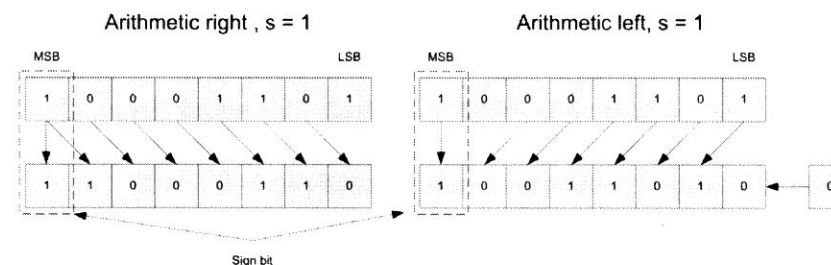 Arithmetic right , s = 1
Arithmetic left, s = 1
MSB LSB
MSB LSB
1 0 0 0 1 1 0 1
1 0 0 0 1 1 0 1
1 1 0 0 0 1 1 0
1 0 0 1 1 0 1 0 0
Sign bit